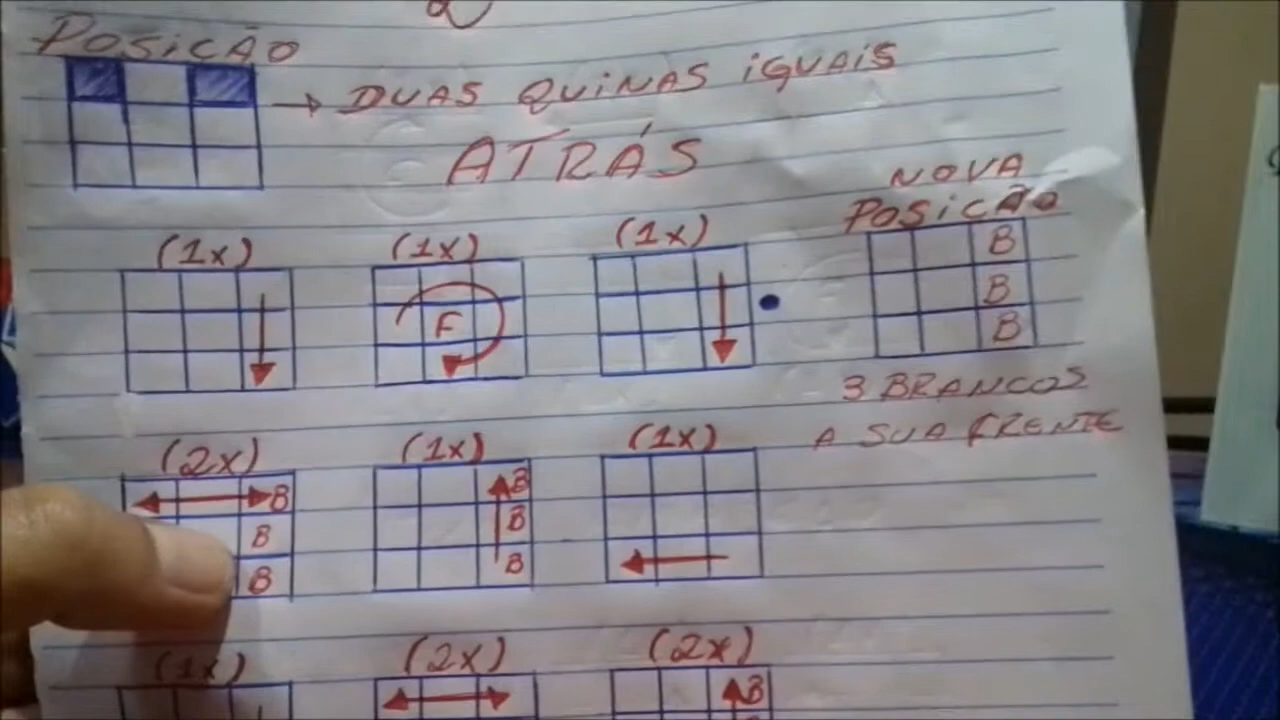 POSIÇÃO
→ DUAS QUINAS IGUAIS
ATRÁS
NOVA
POSIÇÃO
(1x) (1x) (1x)
B
F B
B
3 BRANCOS
A SUA FRENTE
(2x) (1x) (1x)
B B
B B
B B
(1x) (2x) (2x)
B